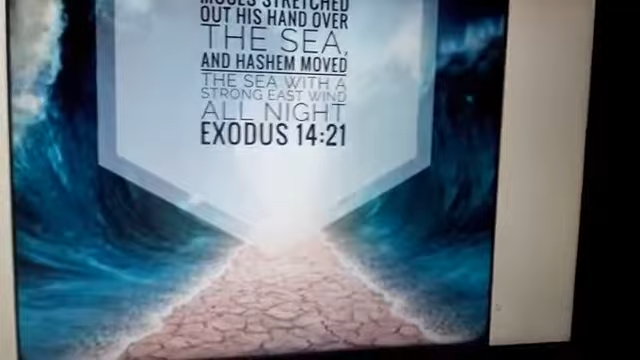 MOSES STRETCHED
OUT HIS HAND OVER
THE SEA,
AND HASHEM MOVED
THE SEA WITH A
STRONG EAST WIND
ALL NIGHT
EXODUS 14:21